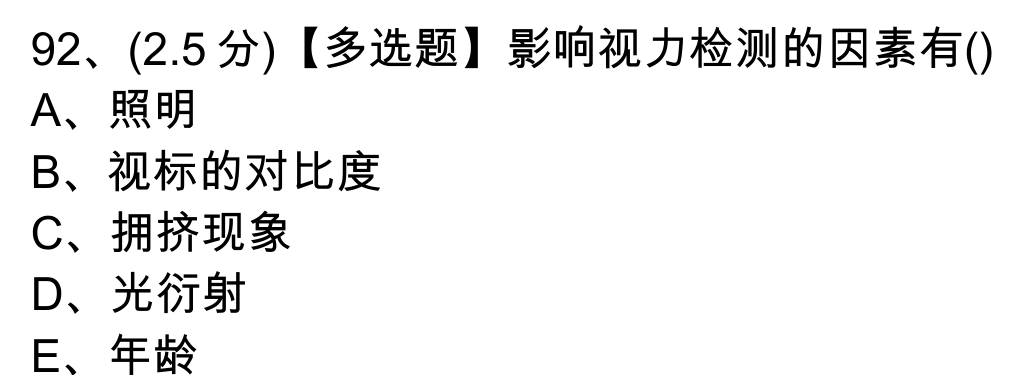 92、(2.5 分)【多选题】影响视力检测的因素有()
A、照明
B、视标的对比度
C、拥挤现象
D、光衍射
E、年龄